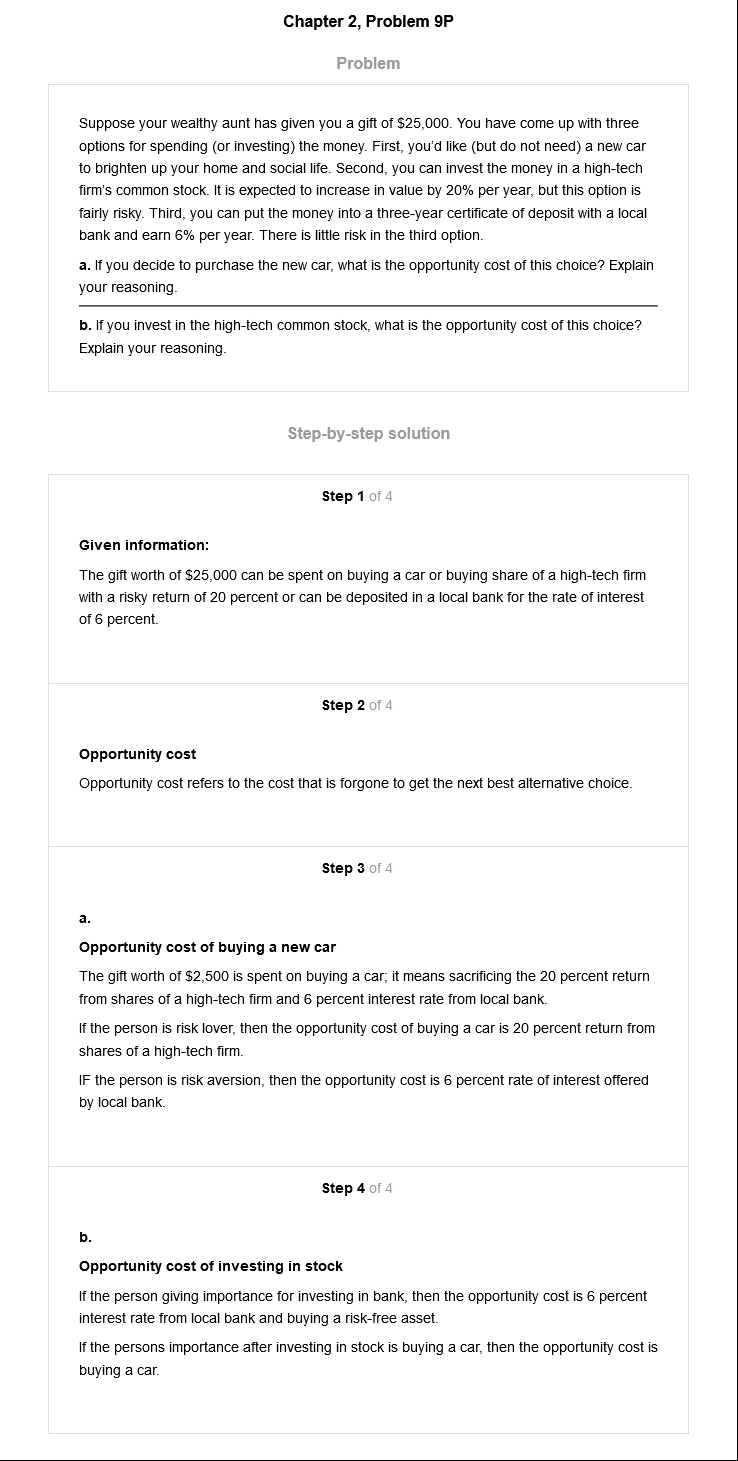 Chapter 2, Problem 9P
Problem
Suppose your wealthy aunt has given you a gift of $25,000. You have come up with three
options for spending (or investing) the money. First, you'd like (but do not need) a new car
to brighten up your home and social life. Second, you can invest the money in a high-tech
firm's common stock. It is expected to increase in value by 20% per year, but this option is
fairly risky. Third, you can put the money into a three-year certificate of deposit with a local
bank and earn 6% per year. There is little risk in the third option.
a. If you decide to purchase the new car, what is the opportunity cost of this choice? Explain
your reasoning.
b. If you invest in the high-tech common stock, what is the opportunity cost of this choice?
Explain your reasoning.
Step-by-step solution
Step 1 of 4
Given information:
The gift worth of $25,000 can be spent on buying a car or buying share of a high-tech firm
with a risky return of 20 percent or can be deposited in a local bank for the rate of interest
of 6 percent.
Step 2 of 4
Opportunity cost
Opportunity cost refers to the cost that is forgone to get the next best alternative choice.
Step 3 of 4
a.
Opportunity cost of buying a new car
The gift worth of $2,500 is spent on buying a car; it means sacrificing the 20 percent return
from shares of a high-tech firm and 6 percent interest rate from local bank.
If the person is risk lover, then the opportunity cost of buying a car is 20 percent return from
shares of a high-tech firm.
IF the person is risk aversion, then the opportunity cost is 6 percent rate of interest offered
by local bank.
Step 4 of 4
b.
Opportunity cost of investing in stock
If the person giving importance for investing in bank, then the opportunity cost is 6 percent
interest rate from local bank and buying a risk-free asset.
If the persons importance after investing in stock is buying a car, then the opportunity cost is
buying a car.